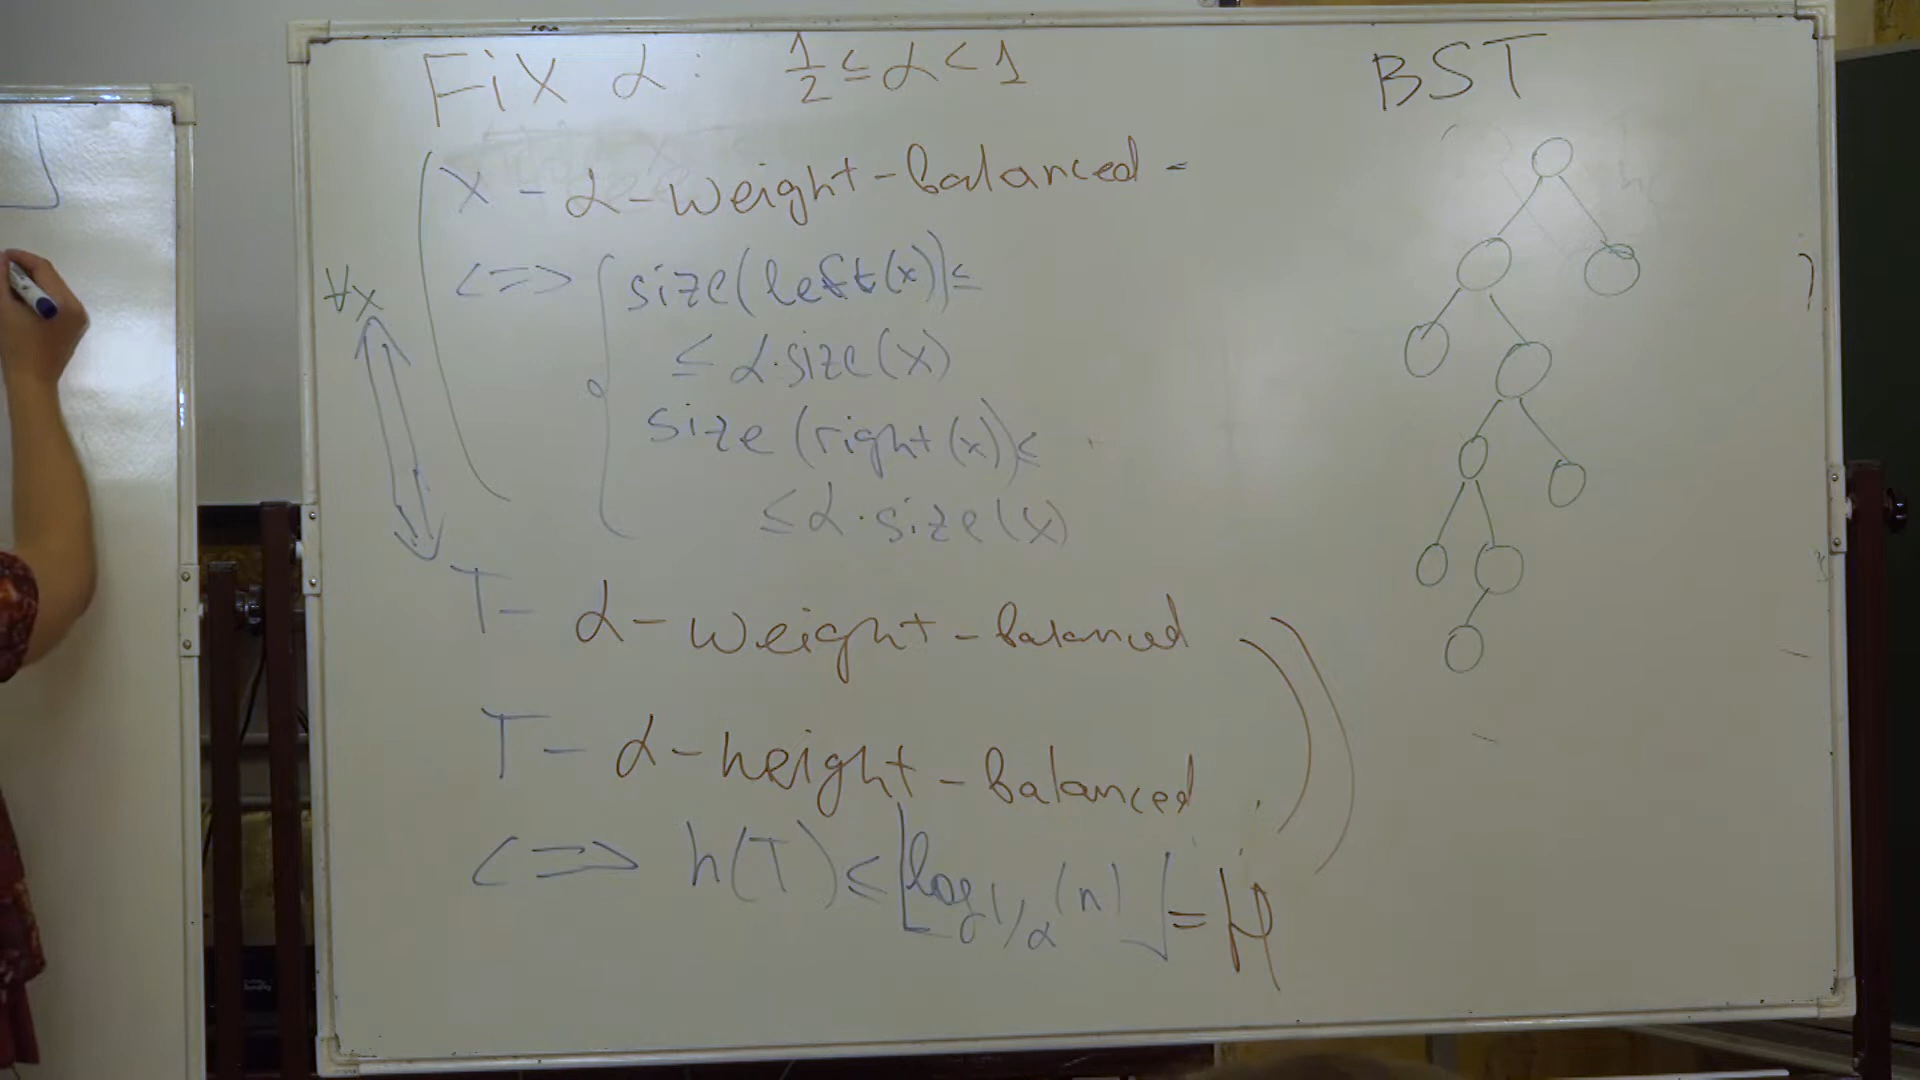 FiX α: 1/2 ≤ α < 1
BST
x - α-weight-balanced -
<=> { size(left(x)) ≤
∀x
≤ α·size(x)
size(right(x)) ≤
≤ α·size(x)
T - α-weight-balanced
T - α-height-balanced
<=> h(T) ≤ ⌊log_{1/α}(n)⌋ = H